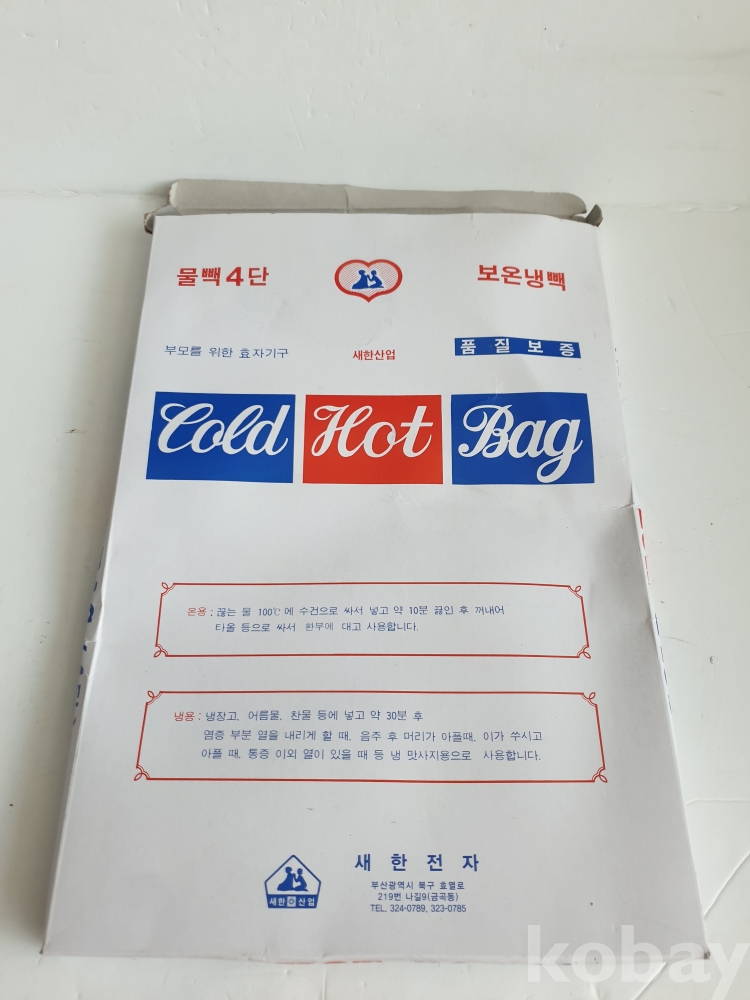 물빽4단
보온냉빽
부모를 위한 효자기구
새한산업
품질보증
Cold Hot Bag
온용 : 끓는 물 100℃에 수건으로 싸서 넣고 약 10분 끓인 후 꺼내어
타올 등으로 싸서 환부에 대고 사용합니다.
냉용 : 냉장고, 어름물, 찬물 등에 넣고 약 30분 후
염증 부분 열을 내리게 할 때, 음주 후 머리가 아플때, 이가 쑤시고
아플 때, 통증 이외 열이 있을 때 등 냉 맛사지용으로 사용합니다.
새한산업
새한전자
부산광역시 북구 효열로
219번 나길9(금곡동)
TEL. 324-0789, 323-0785
kobay